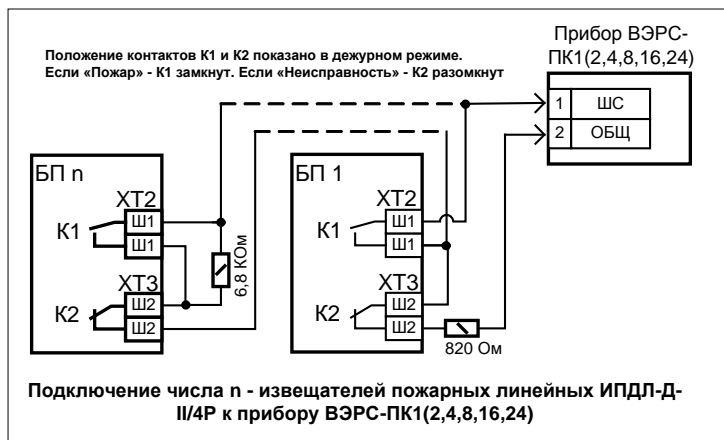 Прибор ВЭРС-
ПК1(2,4,8,16,24)
Положение контактов К1 и К2 показано в дежурном режиме.
Если «Пожар» - К1 замкнут. Если «Неисправность» - К2 разомкнут
1 ШС
2 ОБЩ
БП n
ХТ2
К1
Ш1
Ш1
6,8 КОм
ХТ3
К2
Ш2
Ш2
БП 1
ХТ2
К1
Ш1
Ш1
ХТ3
К2
Ш2
Ш2
820 Ом
Подключение числа n - извещателей пожарных линейных ИПДЛ-Д-
II/4Р к прибору ВЭРС-ПК1(2,4,8,16,24)